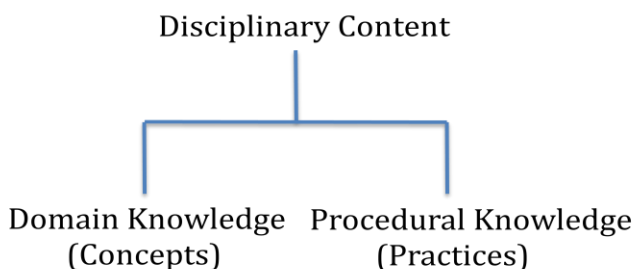 Disciplinary Content
Domain Knowledge
(Concepts)
Procedural Knowledge
(Practices)